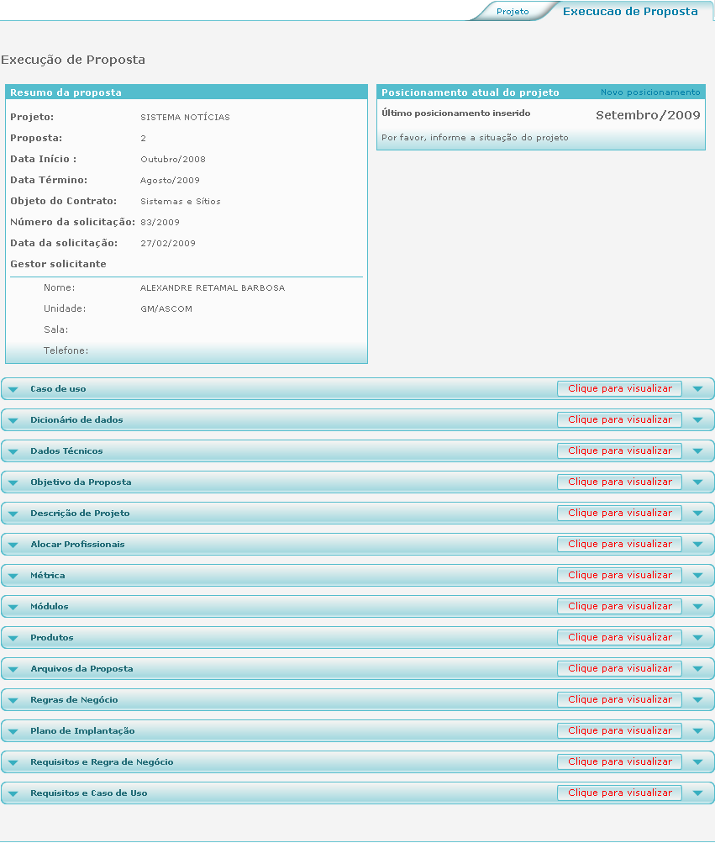 Projeto
Execucao de Proposta
Execução de Proposta
Resumo da proposta
Projeto: SISTEMA NOTÍCIAS
Proposta: 2
Data Início : Outubro/2008
Data Término: Agosto/2009
Objeto do Contrato: Sistemas e Sítios
Número da solicitação: 83/2009
Data da solicitação: 27/02/2009
Gestor solicitante
Nome: ALEXANDRE RETAMAL BARBOSA
Unidade: GM/ASCOM
Sala:
Telefone:
Posicionamento atual do projeto Novo posicionamento
Último posicionamento inserido Setembro/2009
Por favor, informe a situação do projeto
Caso de uso Clique para visualizar
Dicionário de dados Clique para visualizar
Dados Técnicos Clique para visualizar
Objetivo da Proposta Clique para visualizar
Descrição de Projeto Clique para visualizar
Alocar Profissionais Clique para visualizar
Métrica Clique para visualizar
Módulos Clique para visualizar
Produtos Clique para visualizar
Arquivos da Proposta Clique para visualizar
Regras de Negócio Clique para visualizar
Plano de Implantação Clique para visualizar
Requisitos e Regra de Negócio Clique para visualizar
Requisitos e Caso de Uso Clique para visualizar